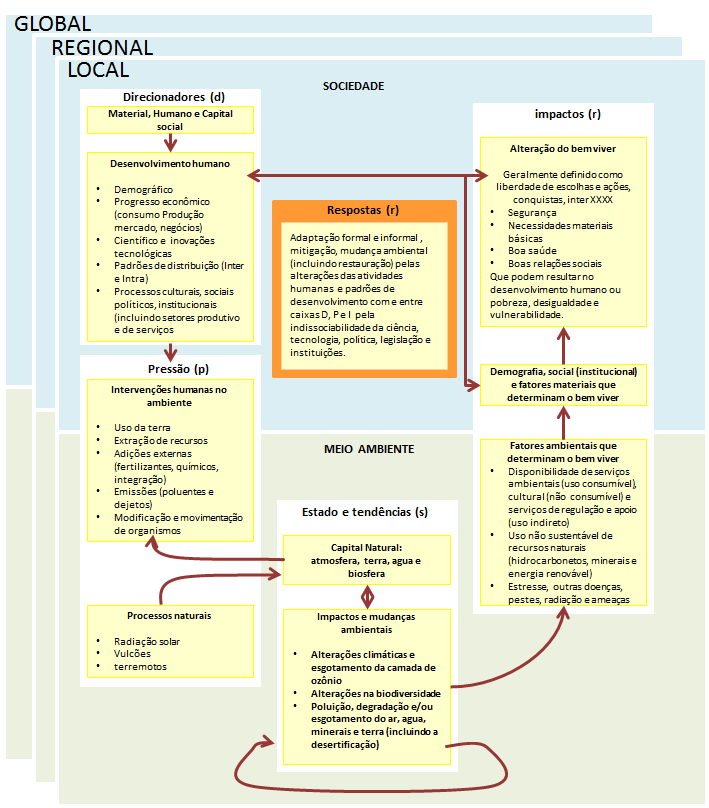 GLOBAL
REGIONAL
LOCAL
SOCIEDADE
Direcionadores (d)
Material, Humano e Capital
social
Desenvolvimento humano
• Demográfico
• Progresso econômico
(consumo Produção
mercado, negócios)
• Científico e inovações
tecnológicas
• Padrões de distribuição (Inter
e Intra)
• Processos culturais, sociais
políticos, institucionais
(incluindo setores produtivo
e de serviços
Pressão (p)
Intervenções humanas no
ambiente
• Uso da terra
• Extração de recursos
• Adições externas
(fertilizantes, químicos,
integração)
• Emissões (poluentes e
dejetos)
• Modificação e movimentação
de organismos
Processos naturais
• Radiação solar
• Vulcões
• terremotos
Respostas (r)
Adaptação formal e informal ,
mitigação, mudança ambiental
(incluindo restauração) pelas
alterações das atividades
humanas e padrões de
desenvolvimento com e entre
caixas D, P e I pela
indissociabilidade da ciência,
tecnologia, política, legislação e
instituições.
MEIO AMBIENTE
Estado e tendências (s)
Capital Natural:
atmosfera, terra, agua e
biosfera
Impactos e mudanças
ambientais
• Alterações climáticas e
esgotamento da camada de
ozônio
• Alterações na biodiversidade
• Poluição, degradação e/ou
esgotamento do ar, agua,
minerais e terra (incluindo a
desertificação)
impactos (r)
Alteração do bem viver
Geralmente definido como
liberdade de escolhas e ações,
conquistas, inter XXXX
• Segurança
• Necessidades materiais
básicas
• Boa saúde
• Boas relações sociais
Que podem resultar no
desenvolvimento humano ou
pobreza, desigualdade e
vulnerabilidade.
Demografia, social (institucional)
e fatores materiais que
determinam o bem viver
Fatores ambientais que
determinam o bem viver
• Disponibilidade de serviços
ambientais (uso consumível),
cultural (não consumível) e
serviços de regulação e apoio
(uso indireto)
• Uso não sustentável de
recursos naturais
(hidrocarbonetos, minerais e
energia renovável)
• Estresse, outras doenças,
pestes, radiação e ameaças